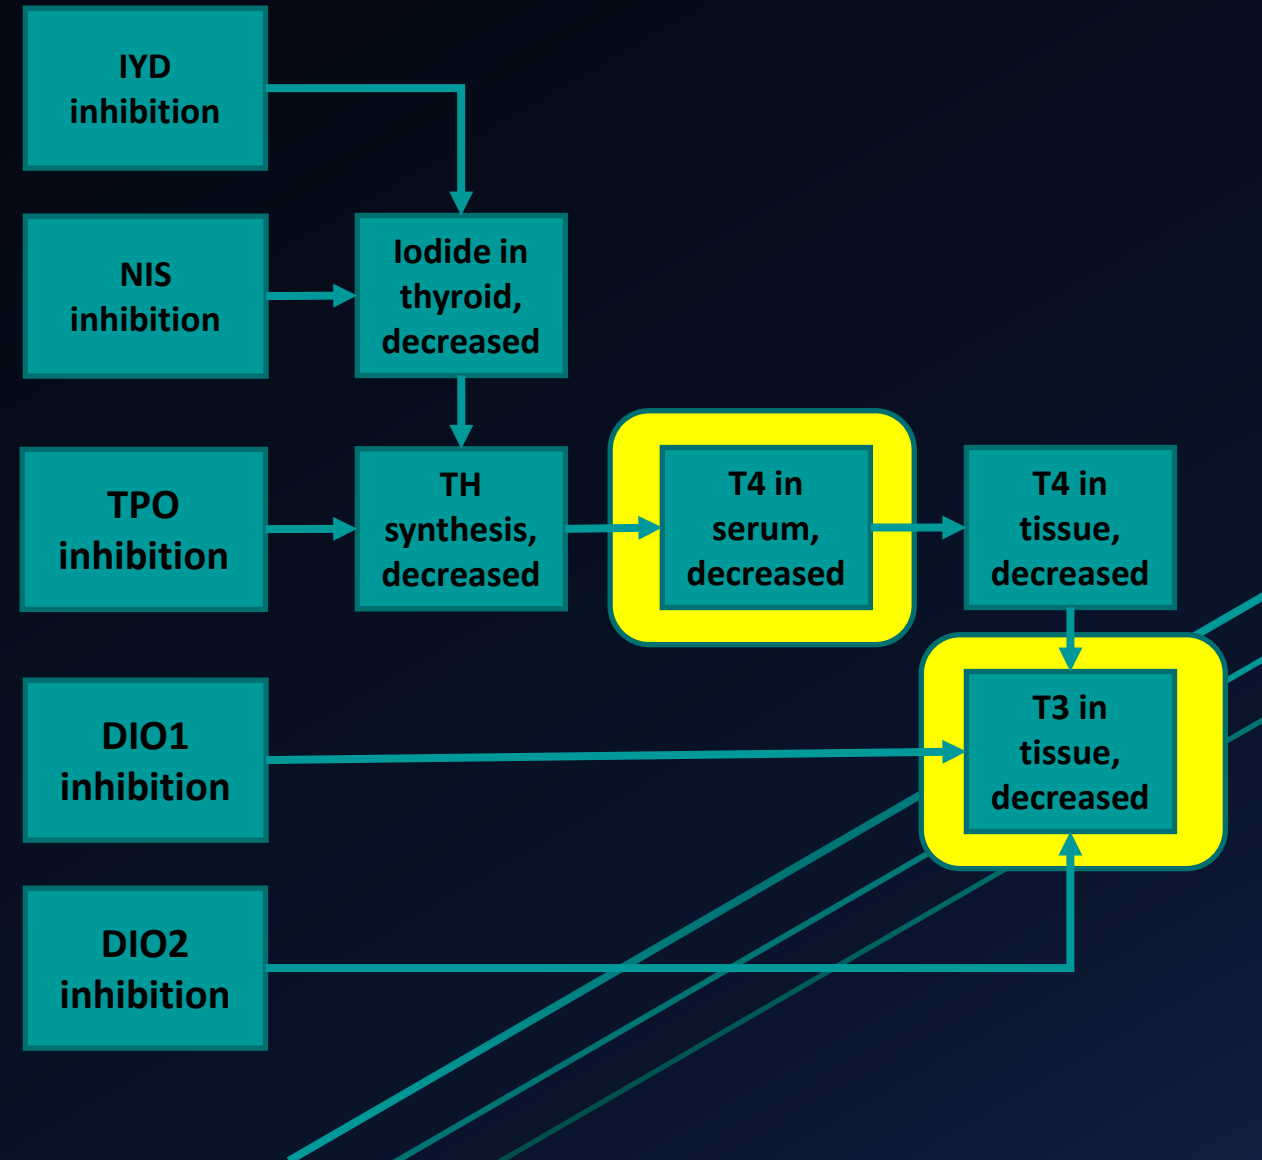 IYD
inhibition
NIS
inhibition
Iodide in
thyroid,
decreased
TPO
inhibition
TH
synthesis,
decreased
T4 in
serum,
decreased
T4 in
tissue,
decreased
DIO1
inhibition
T3 in
tissue,
decreased
DIO2
inhibition